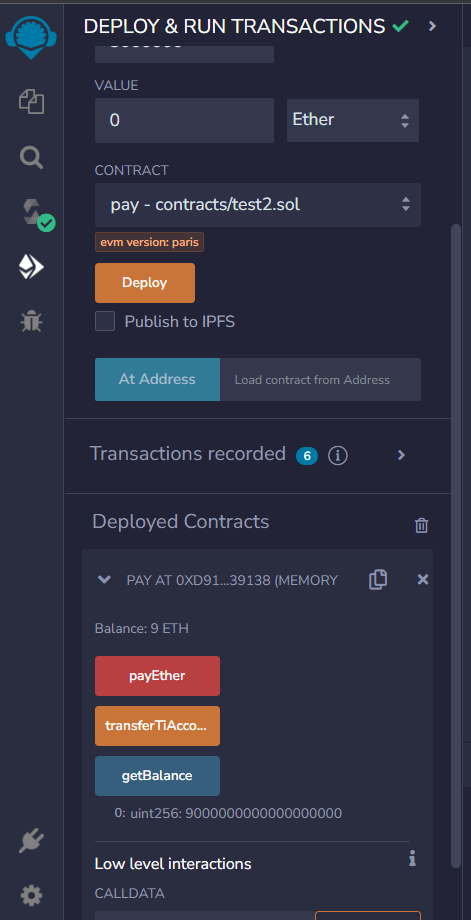 DEPLOY & RUN TRANSACTIONS
VALUE
0
Ether
CONTRACT
pay - contracts/test2.sol
evm version: paris
Deploy
Publish to IPFS
At Address
Load contract from Address
Transactions recorded 6
Deployed Contracts
PAY AT 0XD91...39138 (MEMORY
Balance: 9 ETH
payEther
transferTiAcco...
getBalance
0: uint256: 9000000000000000000
Low level interactions
CALLDATA